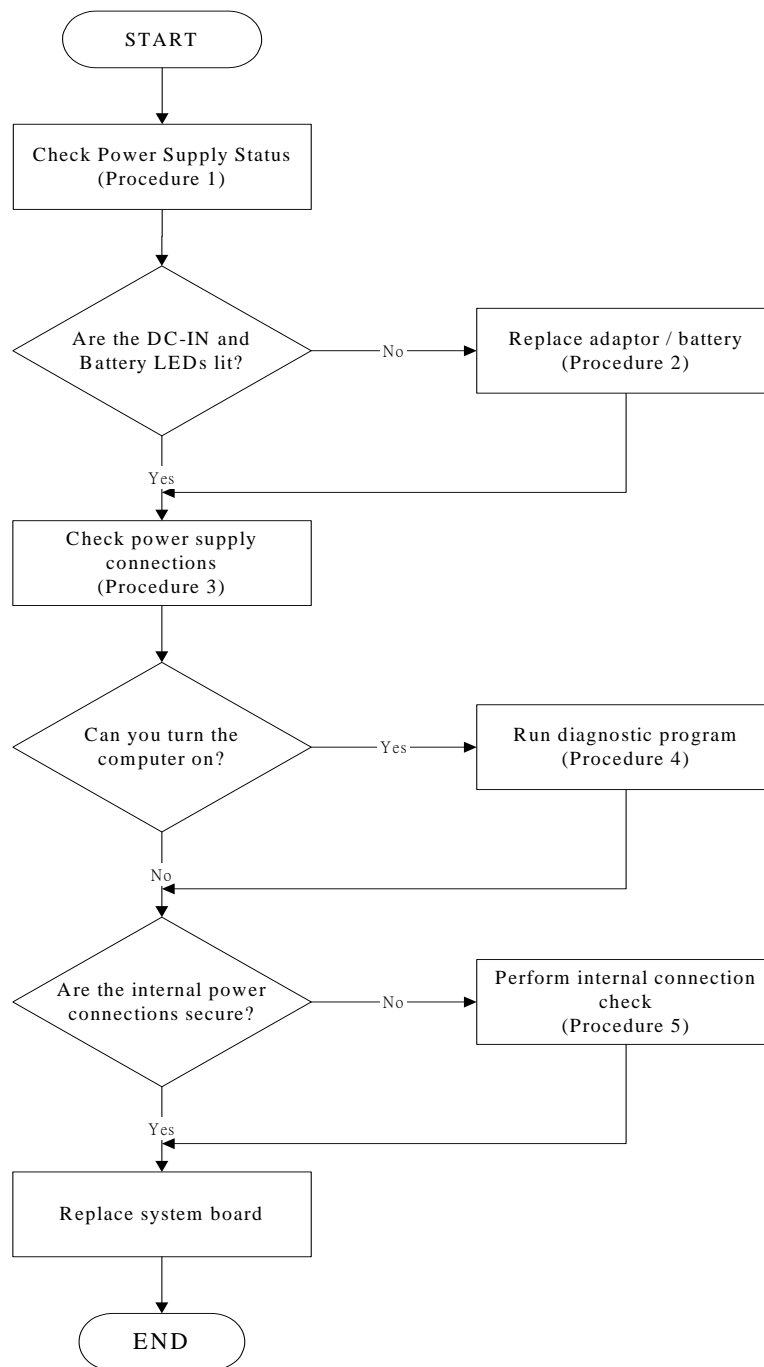 START
Check Power Supply Status
(Procedure 1)
Are the DC-IN and
Battery LEDs lit?
No
Replace adaptor / battery
(Procedure 2)
Yes
Check power supply
connections
(Procedure 3)
Can you turn the
computer on?
Yes
Run diagnostic program
(Procedure 4)
No
Are the internal power
connections secure?
No
Perform internal connection
check
(Procedure 5)
Yes
Replace system board
END